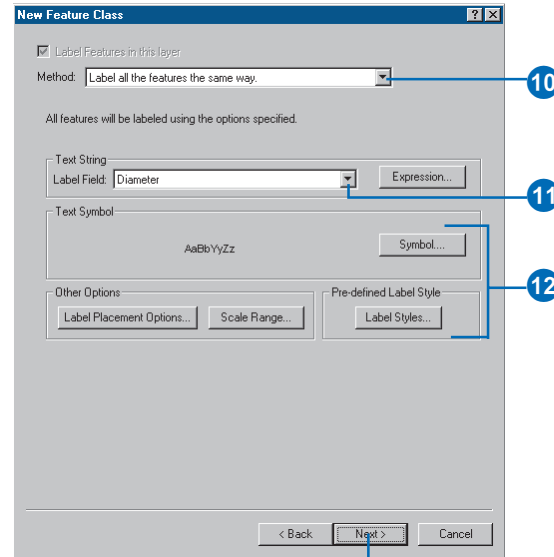 New Feature Class
Label Features in this layer
Method: Label all the features the same way.
10
All features will be labeled using the options specified.
Text String
Label Field: Diameter
Expression...
11
Text Symbol
AaBbYyZz
Symbol....
12
Other Options
Pre-defined Label Style
Label Placement Options...
Scale Range...
Label Styles...
< Back
Next >
Cancel